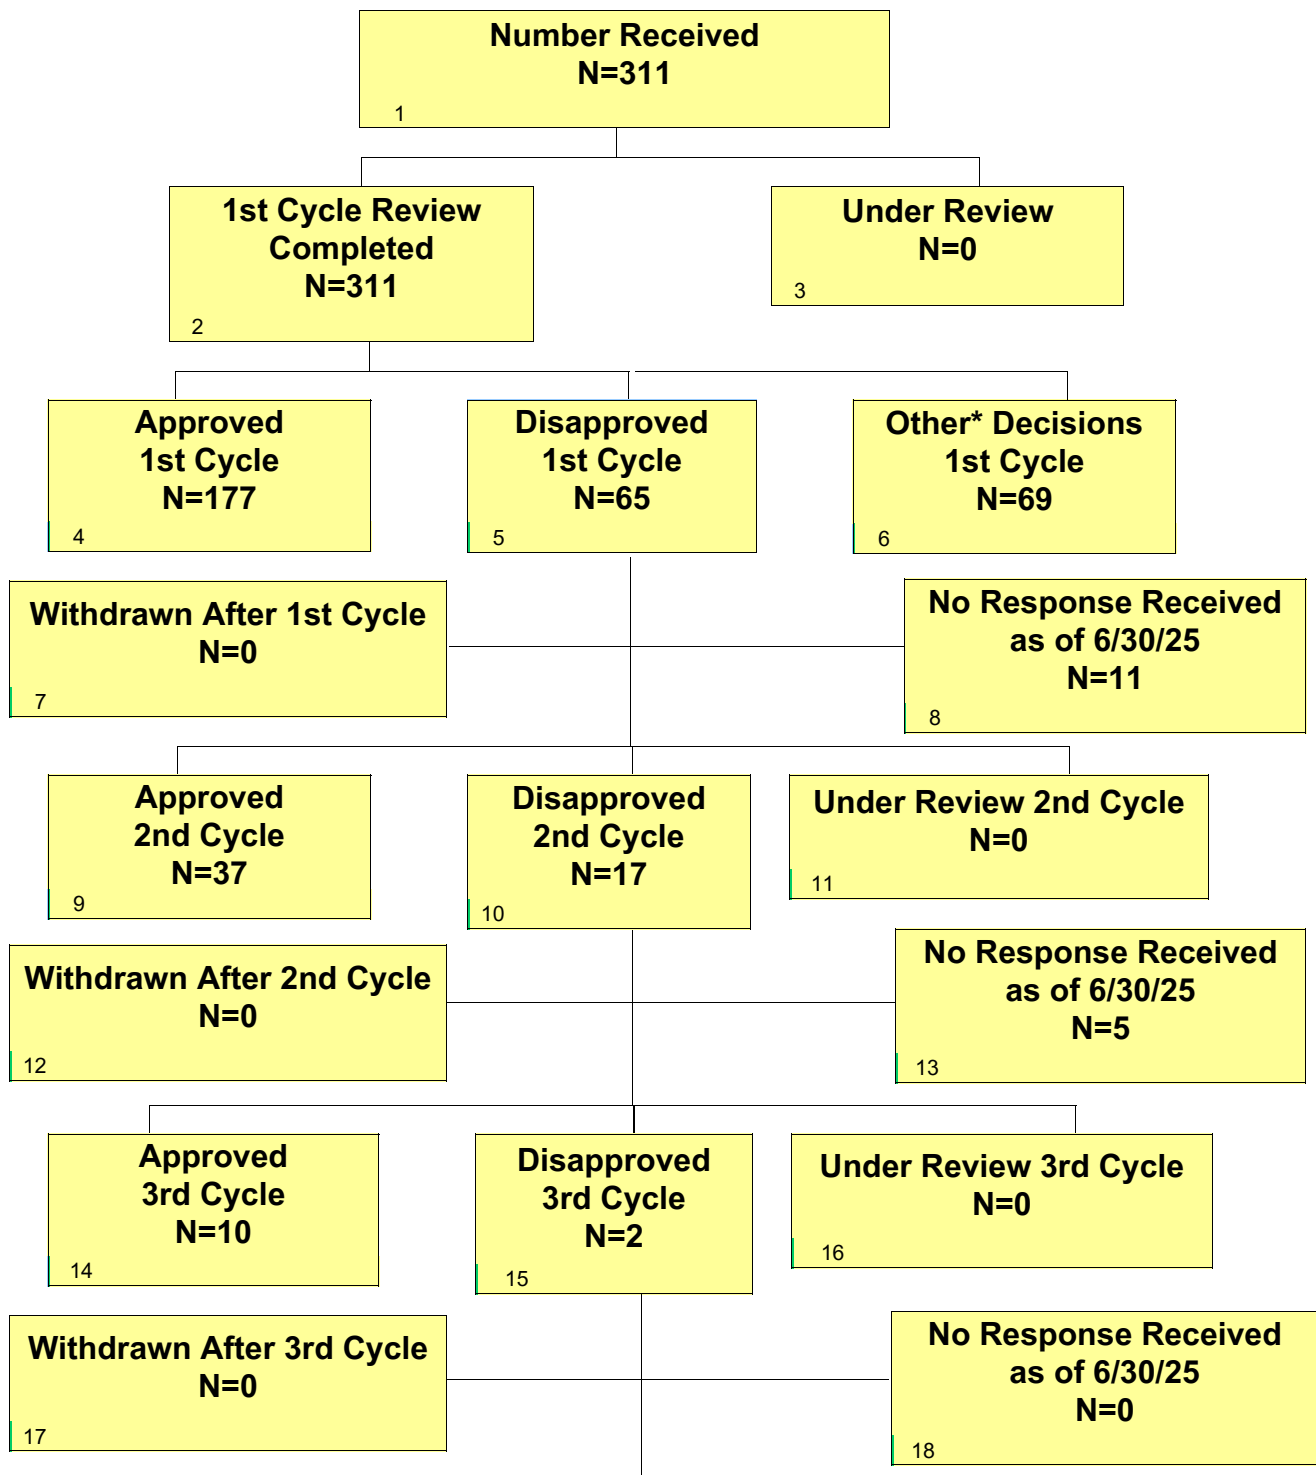 Number Received
N=311
1
1st Cycle Review
Completed
N=311
2
Under Review
N=0
3
Approved
1st Cycle
N=177
4
Disapproved
1st Cycle
N=65
5
Other* Decisions
1st Cycle
N=69
6
Withdrawn After 1st Cycle
N=0
7
No Response Received
as of 6/30/25
N=11
8
Approved
2nd Cycle
N=37
9
Disapproved
2nd Cycle
N=17
10
Under Review 2nd Cycle
N=0
11
Withdrawn After 2nd Cycle
N=0
12
No Response Received
as of 6/30/25
N=5
13
Approved
3rd Cycle
N=10
14
Disapproved
3rd Cycle
N=2
15
Under Review 3rd Cycle
N=0
16
Withdrawn After 3rd Cycle
N=0
17
No Response Received
as of 6/30/25
N=0
18